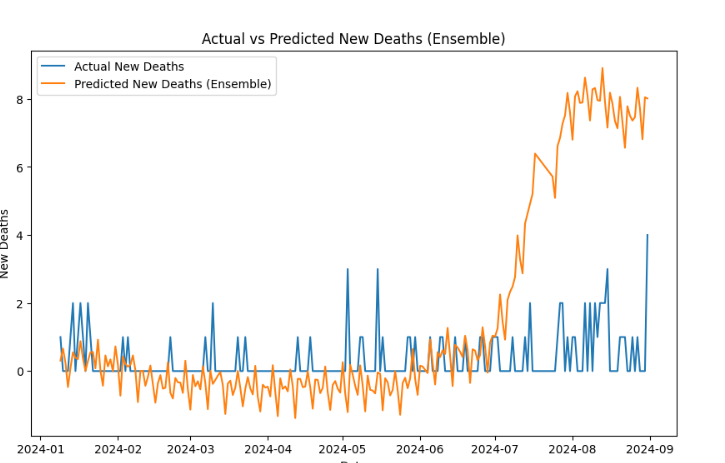 Actual vs Predicted New Deaths (Ensemble)
Actual New Deaths
Predicted New Deaths (Ensemble)
New Deaths
8
6
4
2
0
2024-01 2024-02 2024-03 2024-04 2024-05 2024-06 2024-07 2024-08 2024-09